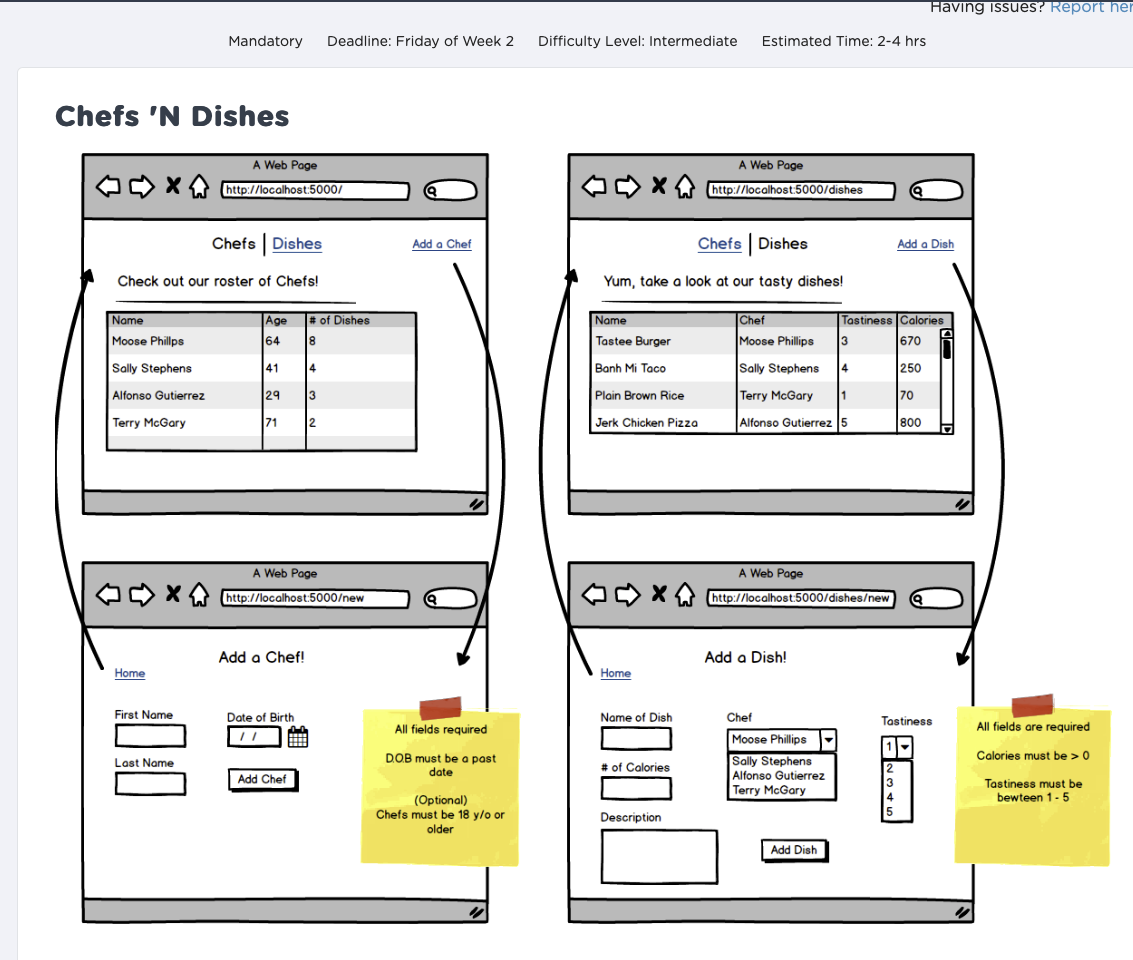 Having issues? Report her
Mandatory Deadline: Friday of Week 2 Difficulty Level: Intermediate Estimated Time: 2-4 hrs
Chefs 'N Dishes
A Web Page
http://localhost:5000/
Chefs | Dishes Add a Chef
Check out our roster of Chefs!
Name Age # of Dishes
Moose Phillps 64 8
Sally Stephens 41 4
Alfonso Gutierrez 29 3
Terry McGary 71 2
A Web Page
http://localhost:5000/dishes
Chefs | Dishes Add a Dish
Yum, take a look at our tasty dishes!
Name Chef Tastiness Calories
Tastee Burger Moose Phillips 3 670
Banh Mi Taco Sally Stephens 4 250
Plain Brown Rice Terry McGary 1 70
Jerk Chicken Pizza Alfonso Gutierrez 5 800
A Web Page
http://localhost:5000/new
Add a Chef!
Home
First Name Date of Birth
/ /
Last Name
Add Chef
All fields required
D.O.B must be a past
date
(Optional)
Chefs must be 18 y/o or
older
A Web Page
http://localhost:5000/dishes/new
Add a Dish!
Home
Name of Dish Chef Tastiness
Moose Phillips 1
Sally Stephens 2
# of Calories Alfonso Gutierrez 3
Terry McGary 4
5
Description
Add Dish
All fields are required
Calories must be > 0
Tastiness must be
bewteen 1 - 5